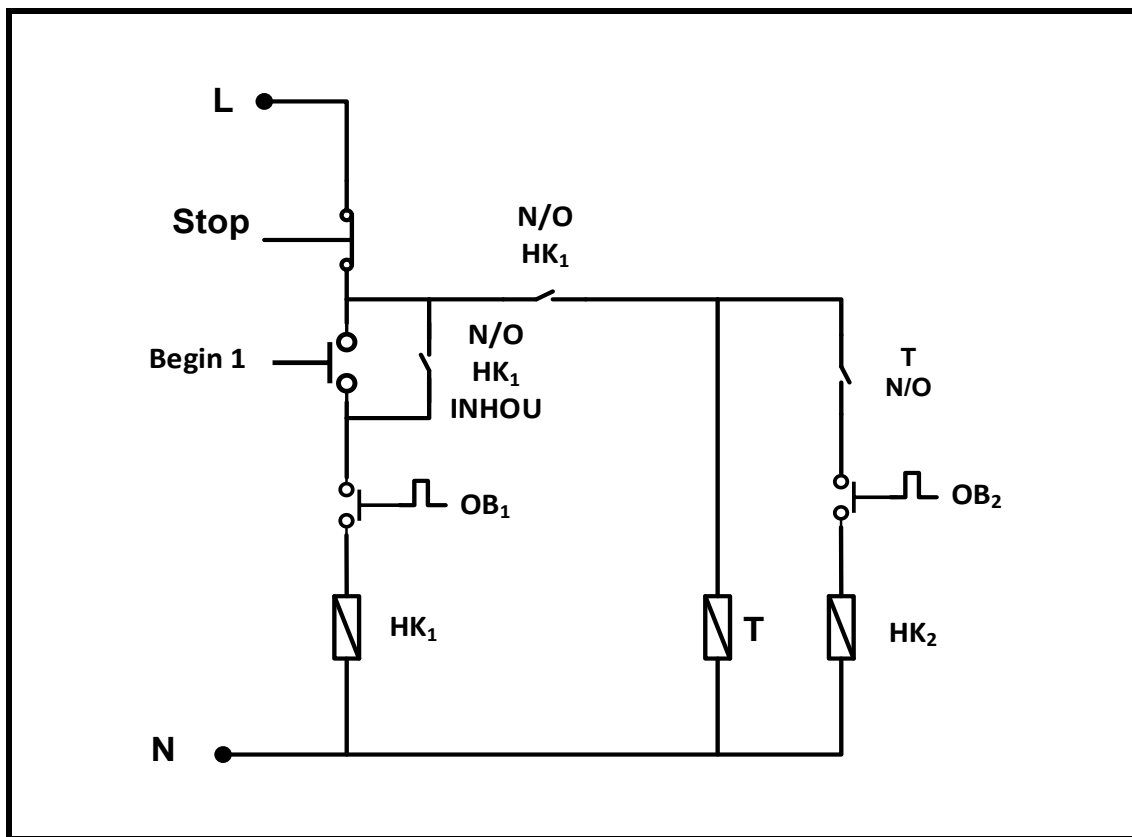 L
Stop
N/O
HK₁
Begin 1
N/O
HK₁
INHOU
T
N/O
OB₁
OB₂
HK₁
T
HK₂
N